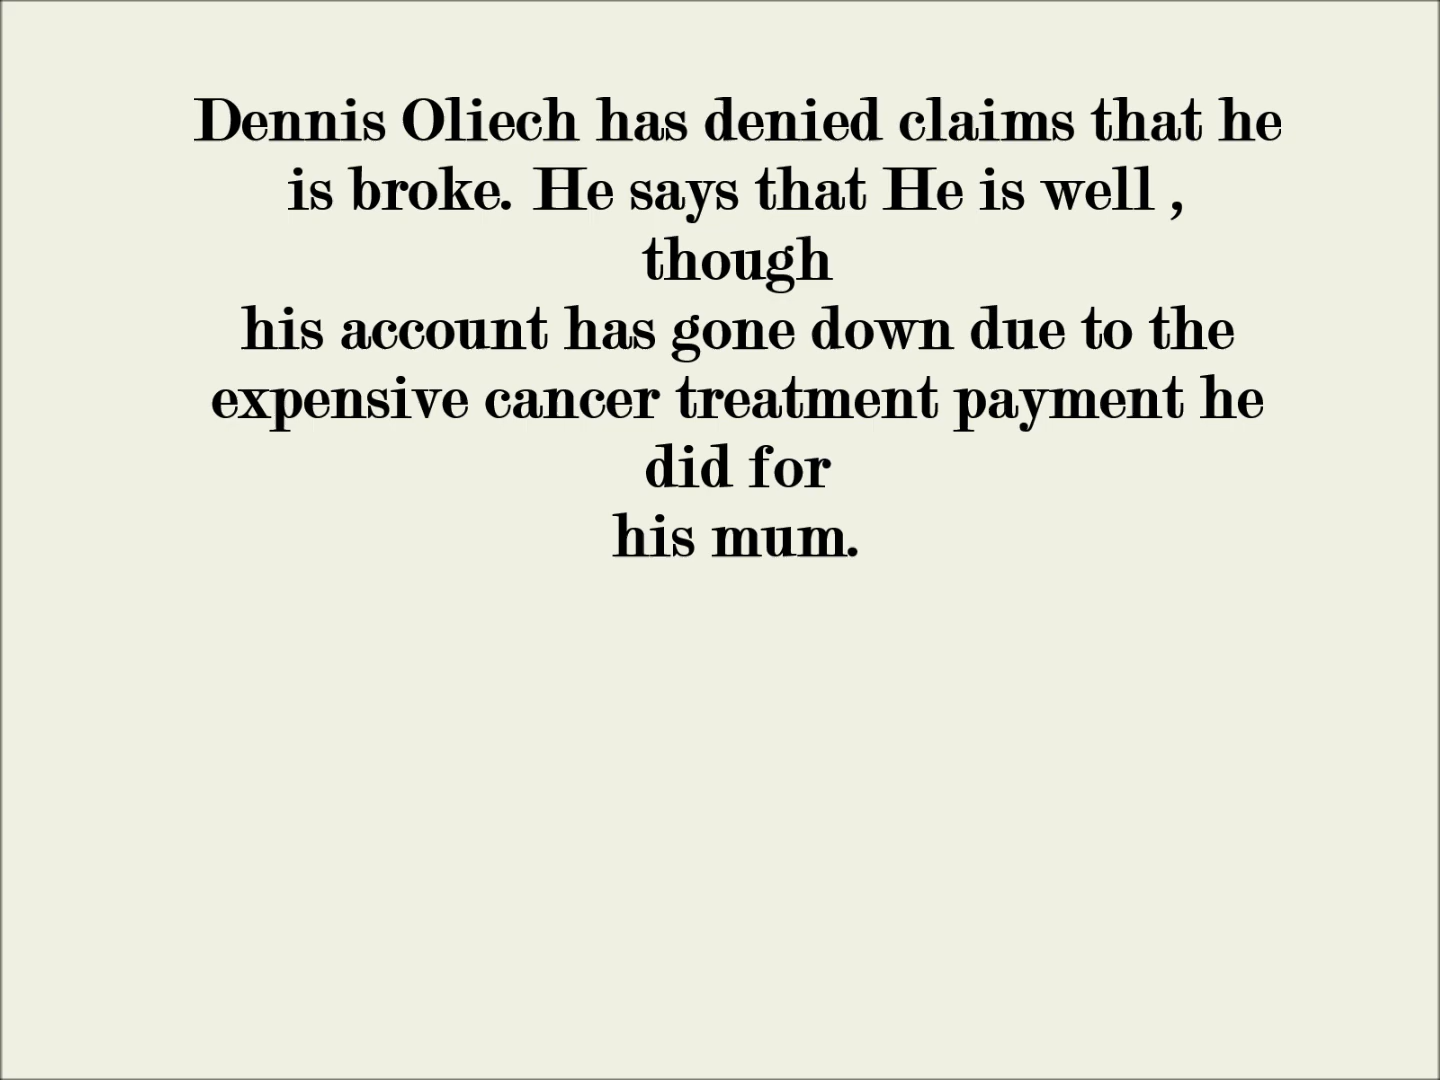 Dennis Oliech has denied claims that he
is broke. He says that He is well ,
though
his account has gone down due to the
expensive cancer treatment payment he
did for
his mum.